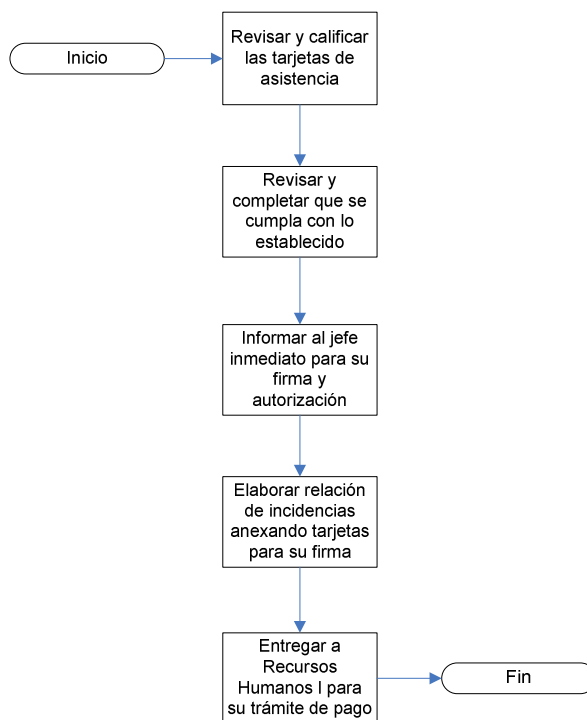 Inicio
Revisar y calificar
las tarjetas de
asistencia
Revisar y
completar que se
cumpla con lo
establecido
Informar al jefe
inmediato para su
firma y
autorización
Elaborar relación
de incidencias
anexando tarjetas
para su firma
Entregar a
Recursos
Humanos I para
su trámite de pago
Fin